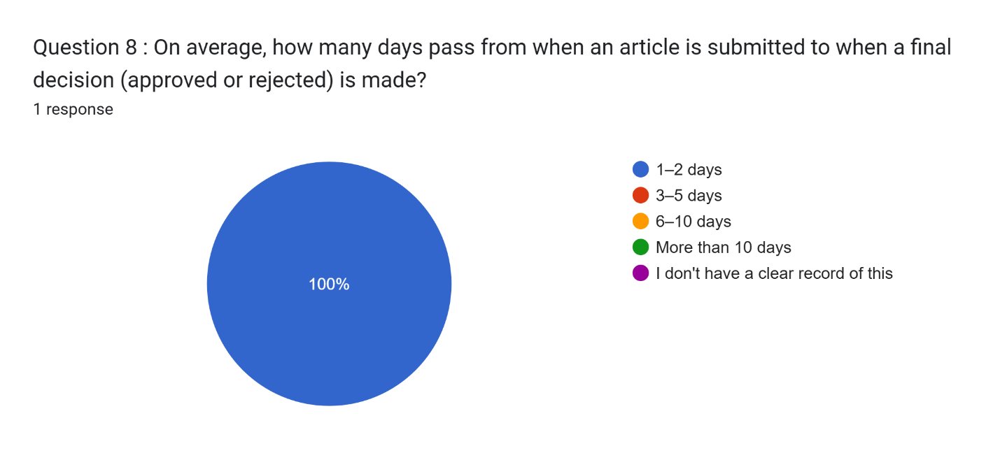 Question 8 : On average, how many days pass from when an article is submitted to when a final
decision (approved or rejected) is made?
1 response
100%
1–2 days
3–5 days
6–10 days
More than 10 days
I don't have a clear record of this